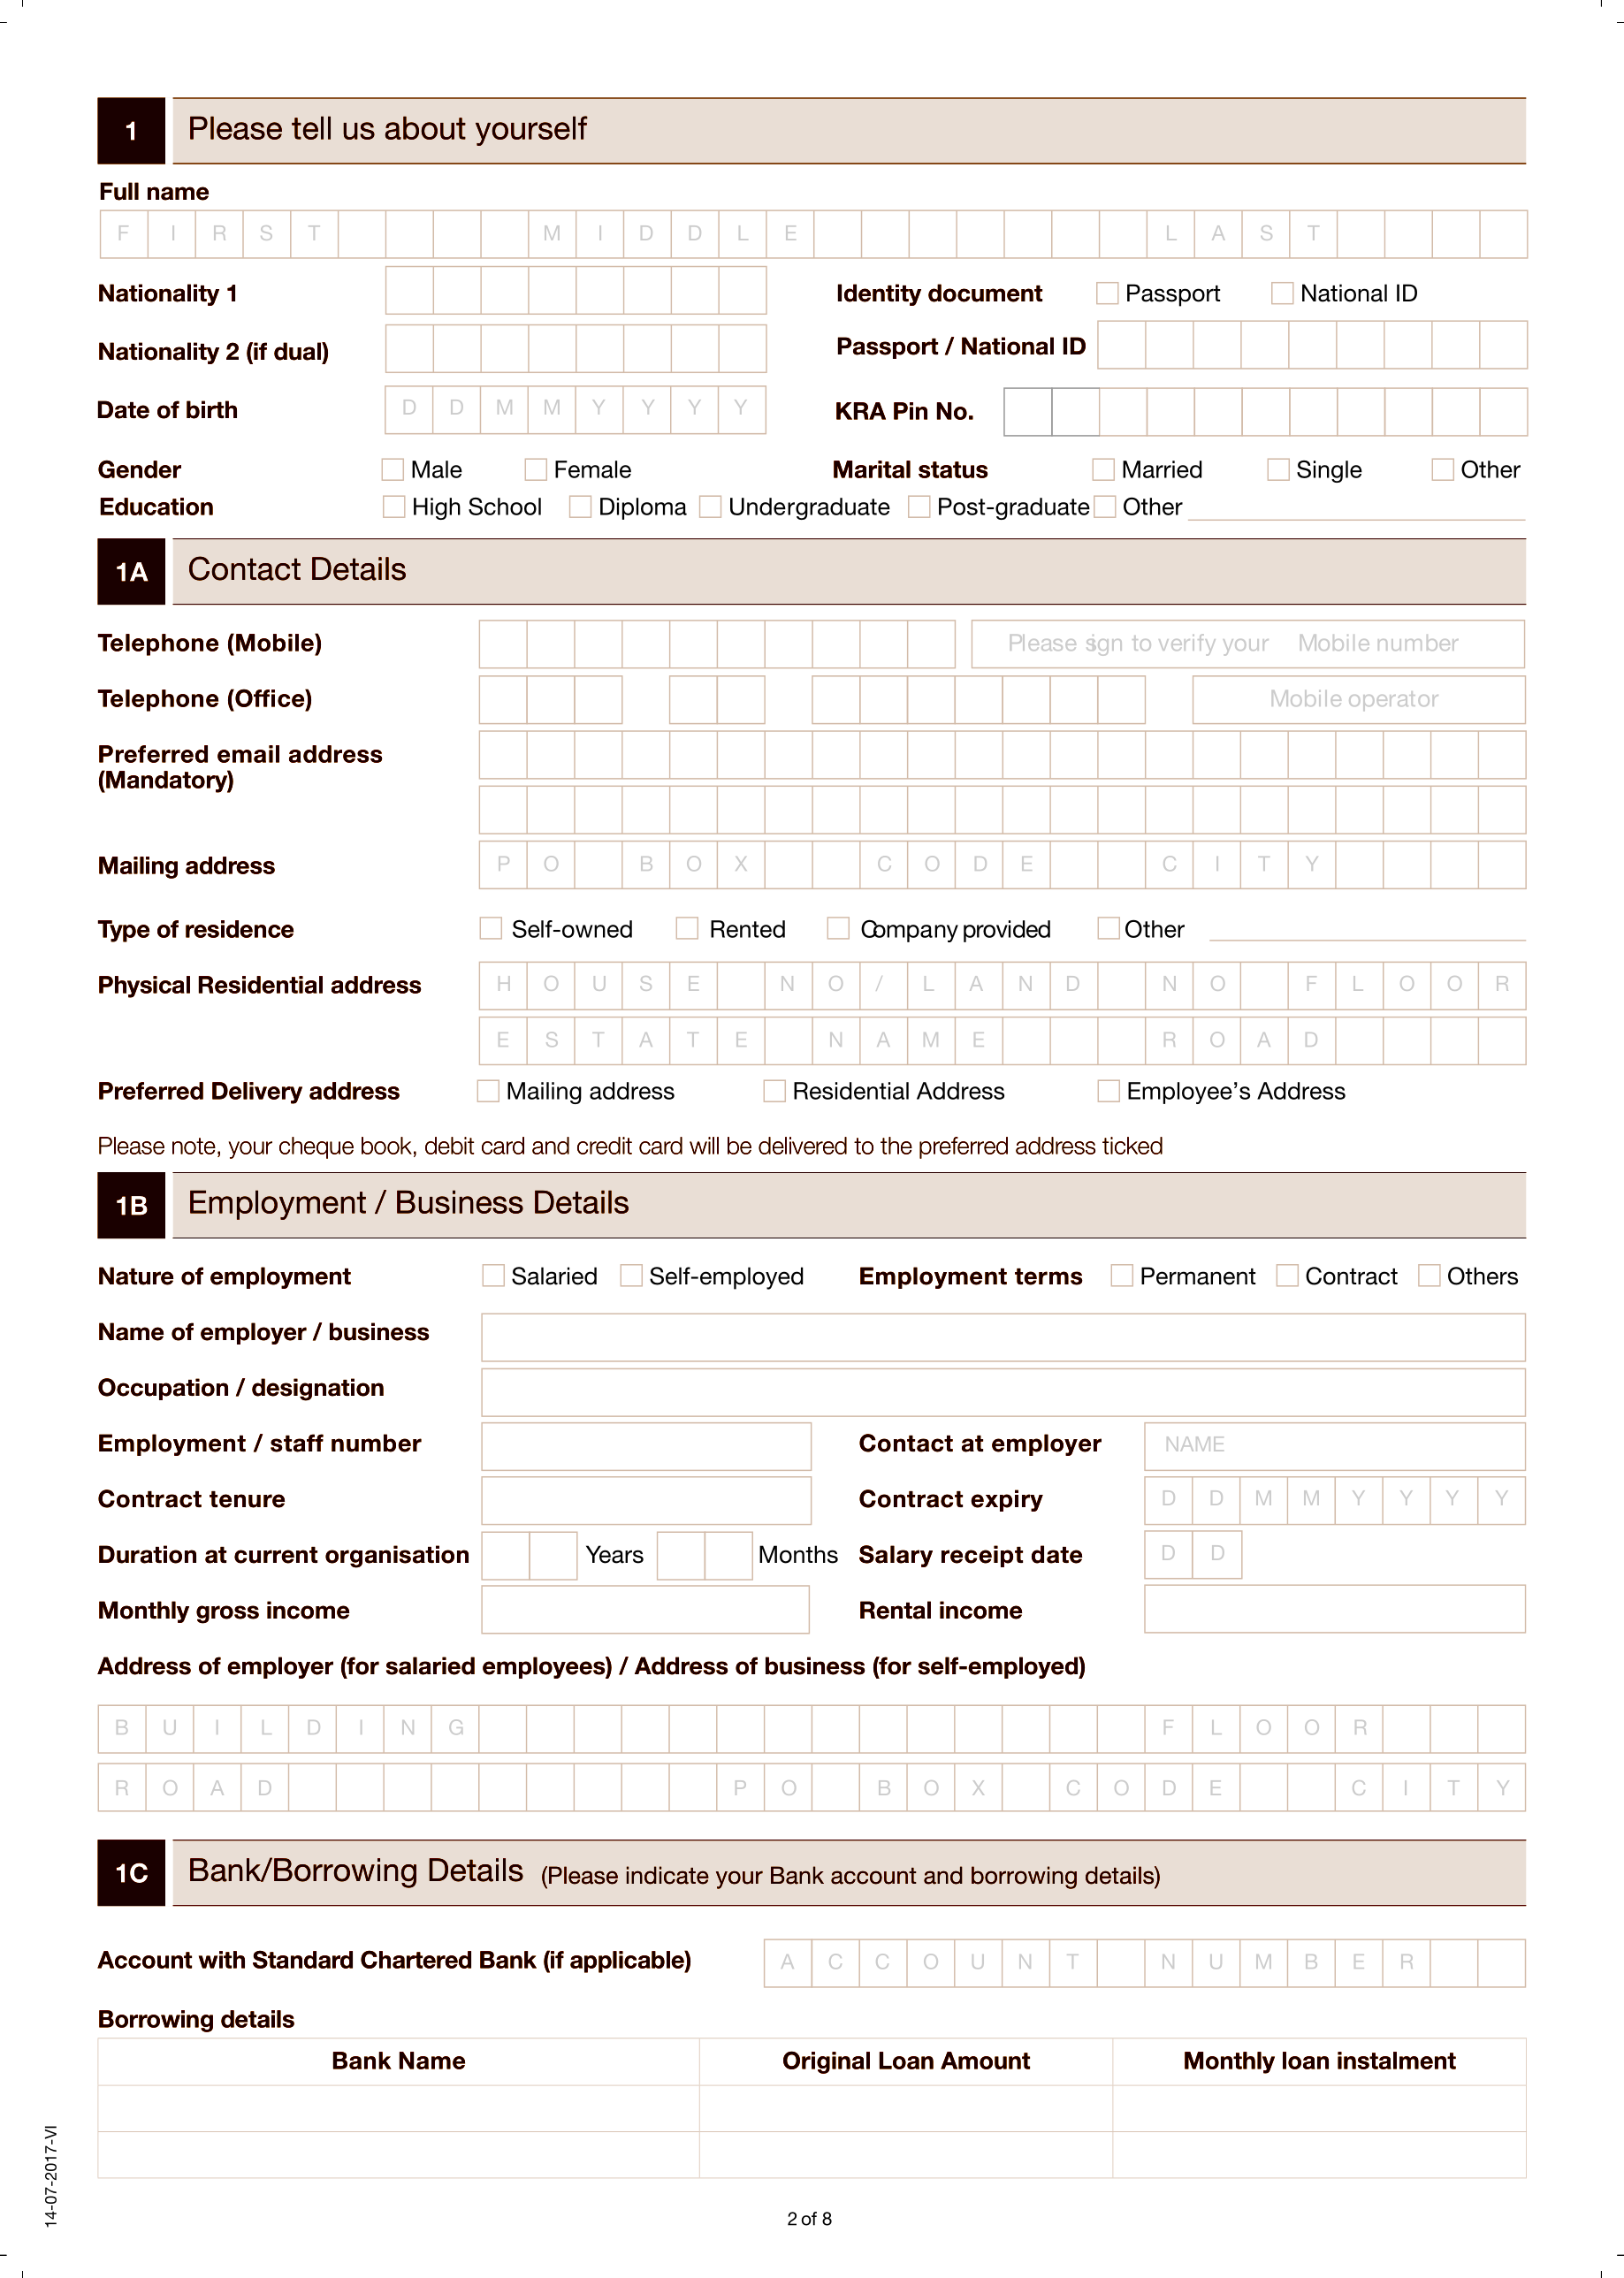 1 Please tell us about yourself
Full name
F I R S T M I D D L E L A S T
Nationality 1 Identity document Passport National ID
Nationality 2 (if dual) Passport / National ID
Date of birth D D M M Y Y Y Y KRA Pin No.
Gender Male Female Marital status Married Single Other
Education High School Diploma Undergraduate Post-graduate Other
1A Contact Details
Telephone (Mobile) Please sign to verify your Mobile number
Telephone (Office) Mobile operator
Preferred email address
(Mandatory)
Mailing address P O B O X C O D E C I T Y
Type of residence Self-owned Rented Company provided Other
Physical Residential address H O U S E N O / L A N D N O F L O O R
E S T A T E N A M E R O A D
Preferred Delivery address Mailing address Residential Address Employee's Address
Please note, your cheque book, debit card and credit card will be delivered to the preferred address ticked
1B Employment / Business Details
Nature of employment Salaried Self-employed Employment terms Permanent Contract Others
Name of employer / business
Occupation / designation
Employment / staff number Contact at employer NAME
Contract tenure Contract expiry D D M M Y Y Y Y
Duration at current organisation Years Months Salary receipt date D D
Monthly gross income Rental income
Address of employer (for salaried employees) / Address of business (for self-employed)
B U I L D I N G F L O O R
R O A D P O B O X C O D E C I T Y
1C Bank/Borrowing Details (Please indicate your Bank account and borrowing details)
Account with Standard Chartered Bank (if applicable) A C C O U N T N U M B E R
Borrowing details
Bank Name Original Loan Amount Monthly loan instalment
14-07-2017-VI
2 of 8